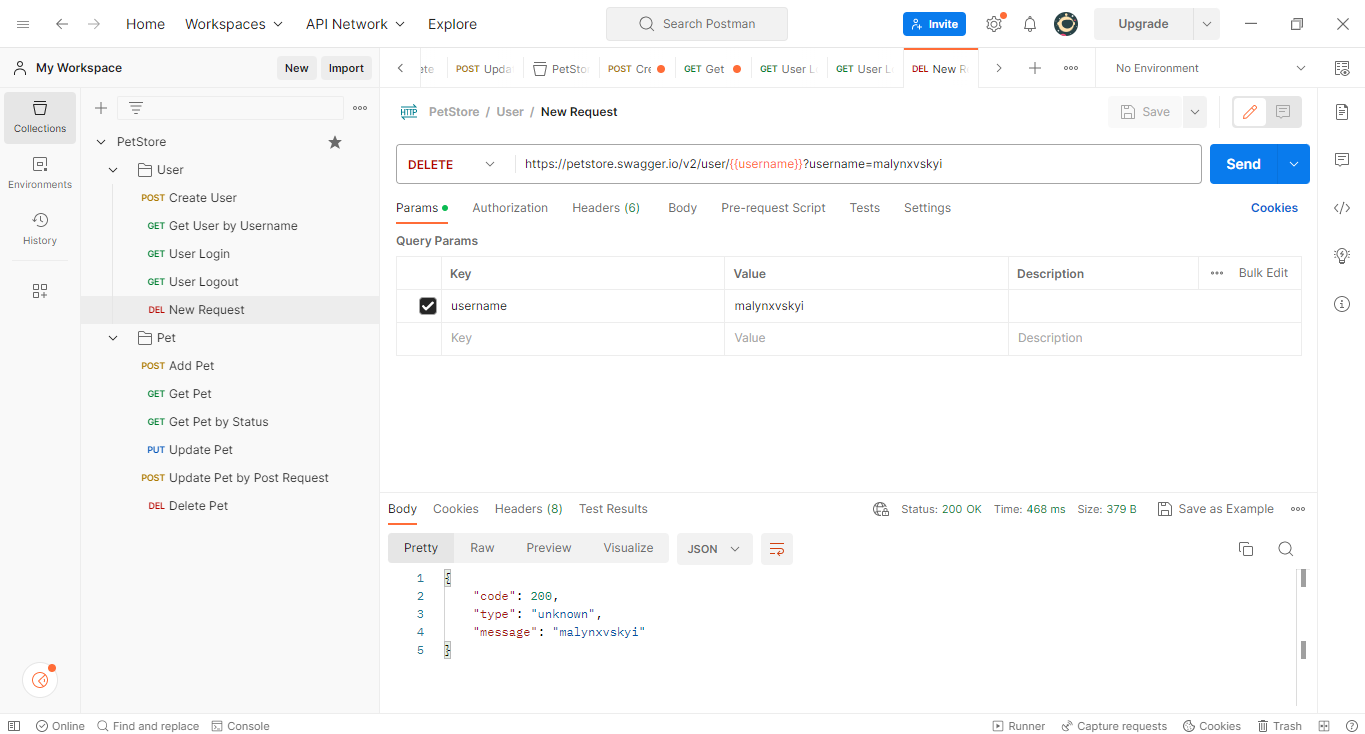 Home Workspaces API Network Explore Search Postman Invite Upgrade
My Workspace New Import
ete POST Upda PetSto POST Cre GET Get GET User L GET User L DEL New R No Environment
Collections
Environments
History
PetStore
User
POST Create User
GET Get User by Username
GET User Login
GET User Logout
DEL New Request
Pet
POST Add Pet
GET Get Pet
GET Get Pet by Status
PUT Update Pet
POST Update Pet by Post Request
DEL Delete Pet
HTTP PetStore / User / New Request Save
DELETE https://petstore.swagger.io/v2/user/{{username}}?username=malynxvskyi Send
Params Authorization Headers (6) Body Pre-request Script Tests Settings Cookies
Query Params
Key Value Description Bulk Edit
username malynxvskyi
Key Value Description
Body Cookies Headers (8) Test Results Status: 200 OK Time: 468 ms Size: 379 B Save as Example
Pretty Raw Preview Visualize JSON
1 {
2 "code": 200,
3 "type": "unknown",
4 "message": "malynxvskyi"
5 }
Online Find and replace Console Runner Capture requests Cookies Trash